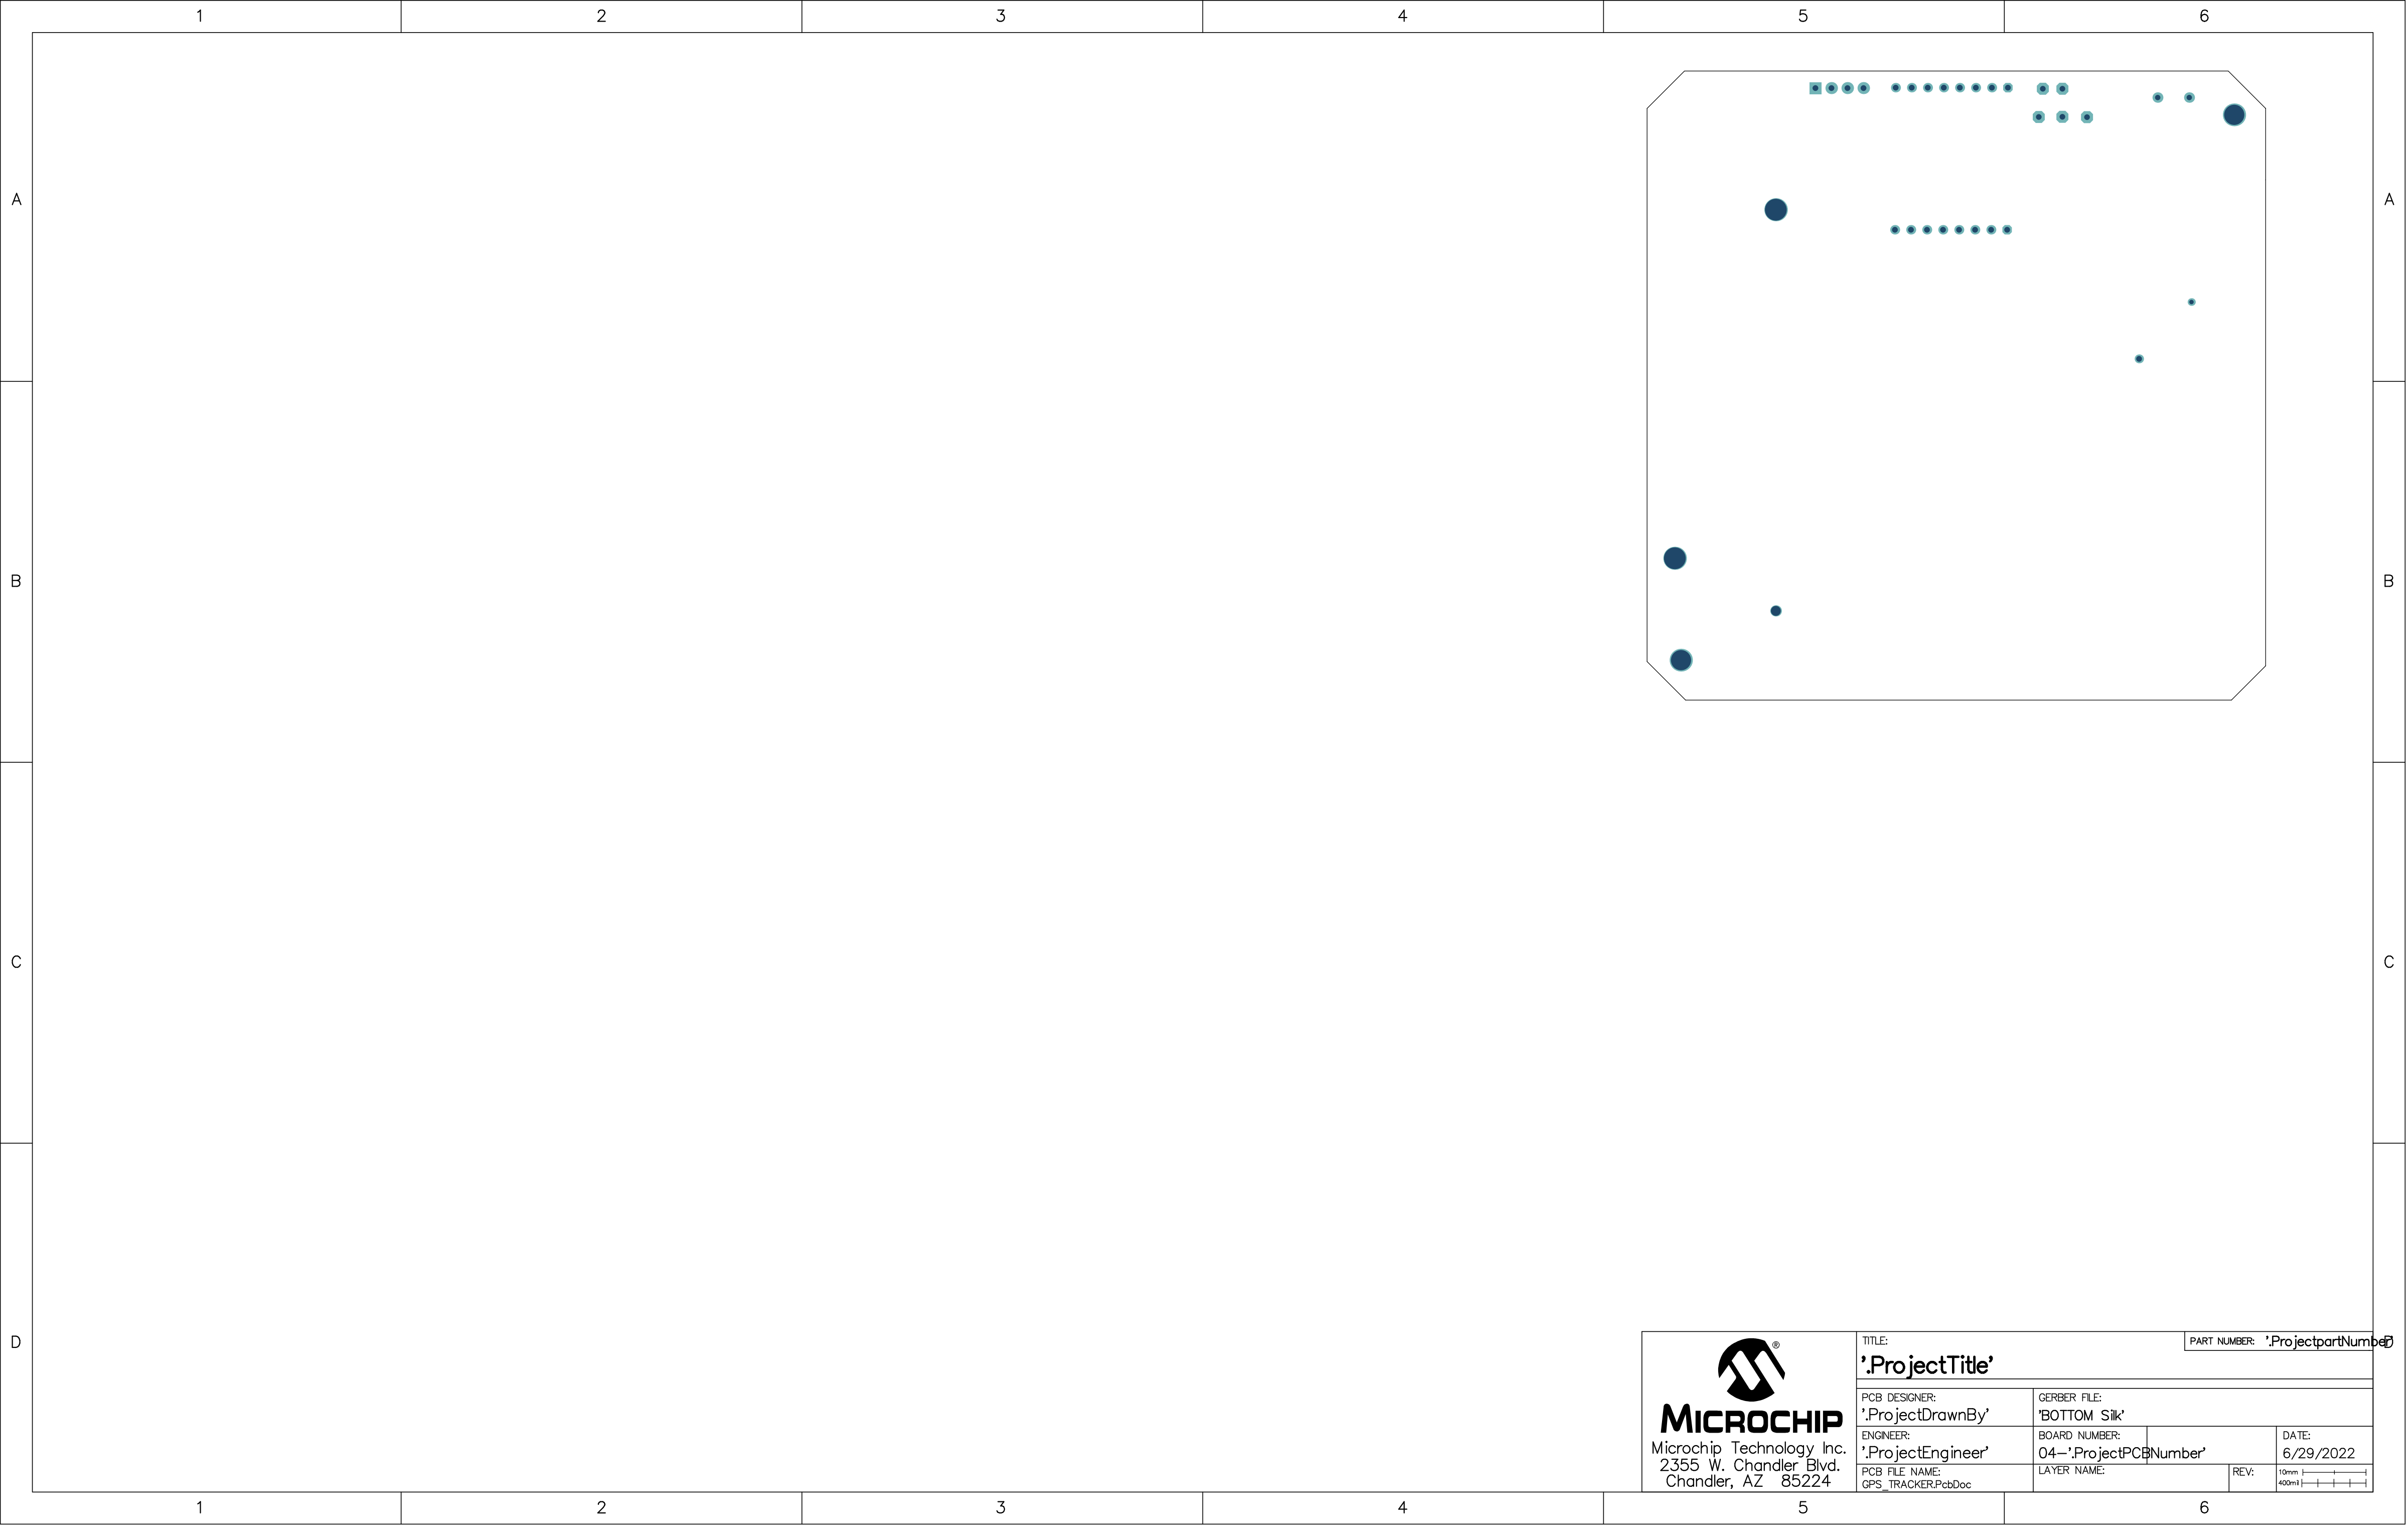 1 2 3 4 5 6
A A
B B
C C
D D
®
MICROCHIP
Microchip Technology Inc.
2355 W. Chandler Blvd.
Chandler, AZ 85224
TITLE:
'.ProjectTitle'
PART NUMBER: '.ProjectpartNumber'
PCB DESIGNER:
'.ProjectDrawnBy'
GERBER FILE:
'BOTTOM Silk'
ENGINEER:
'.ProjectEngineer'
BOARD NUMBER:
04-'.ProjectPCBNumber'
DATE:
6/29/2022
PCB FILE NAME:
GPS_TRACKER.PcbDoc
LAYER NAME:
REV:
10mm
400mil
1 2 3 4 5 6